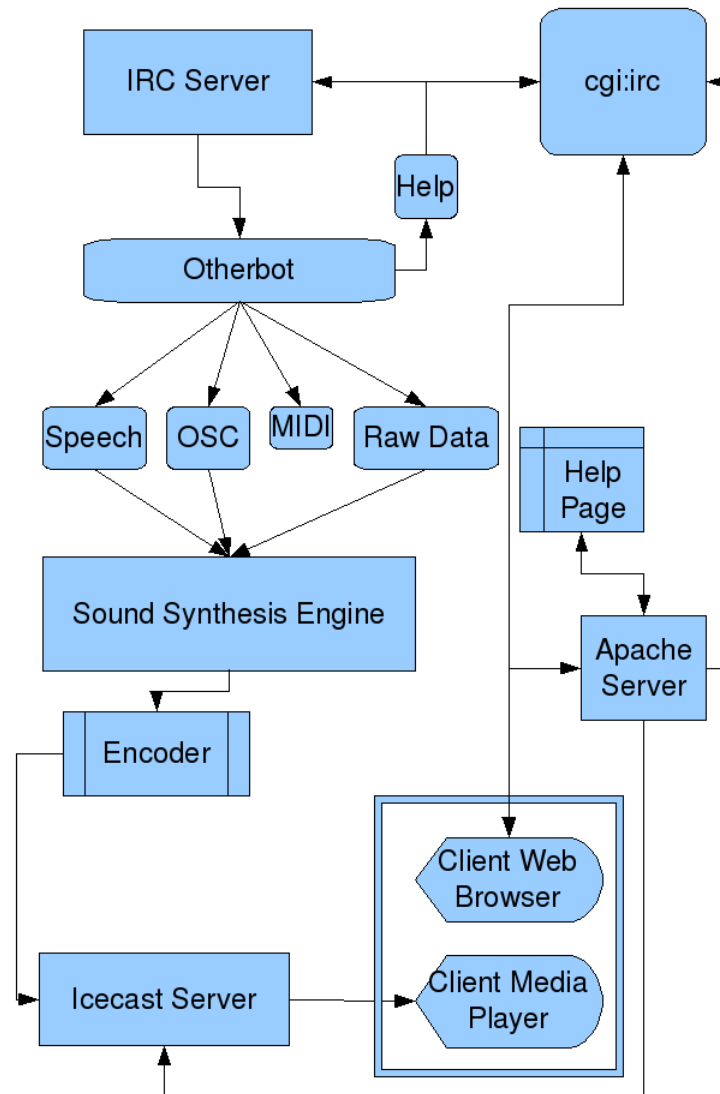 IRC Server
cgi:irc
Help
Otherbot
Speech
OSC
MIDI
Raw Data
Help
Page
Sound Synthesis Engine
Apache
Server
Encoder
Client Web
Browser
Icecast Server
Client Media
Player